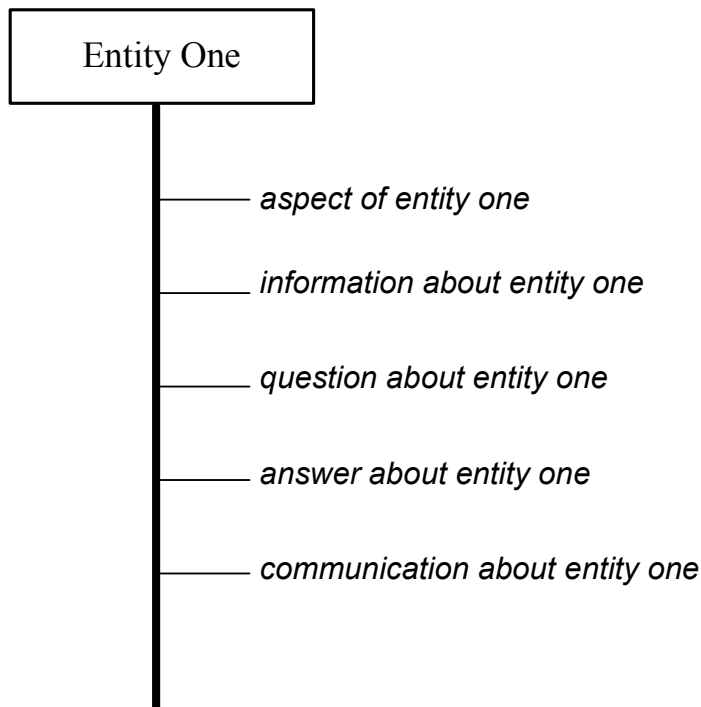 Entity One
aspect of entity one
information about entity one
question about entity one
answer about entity one
communication about entity one